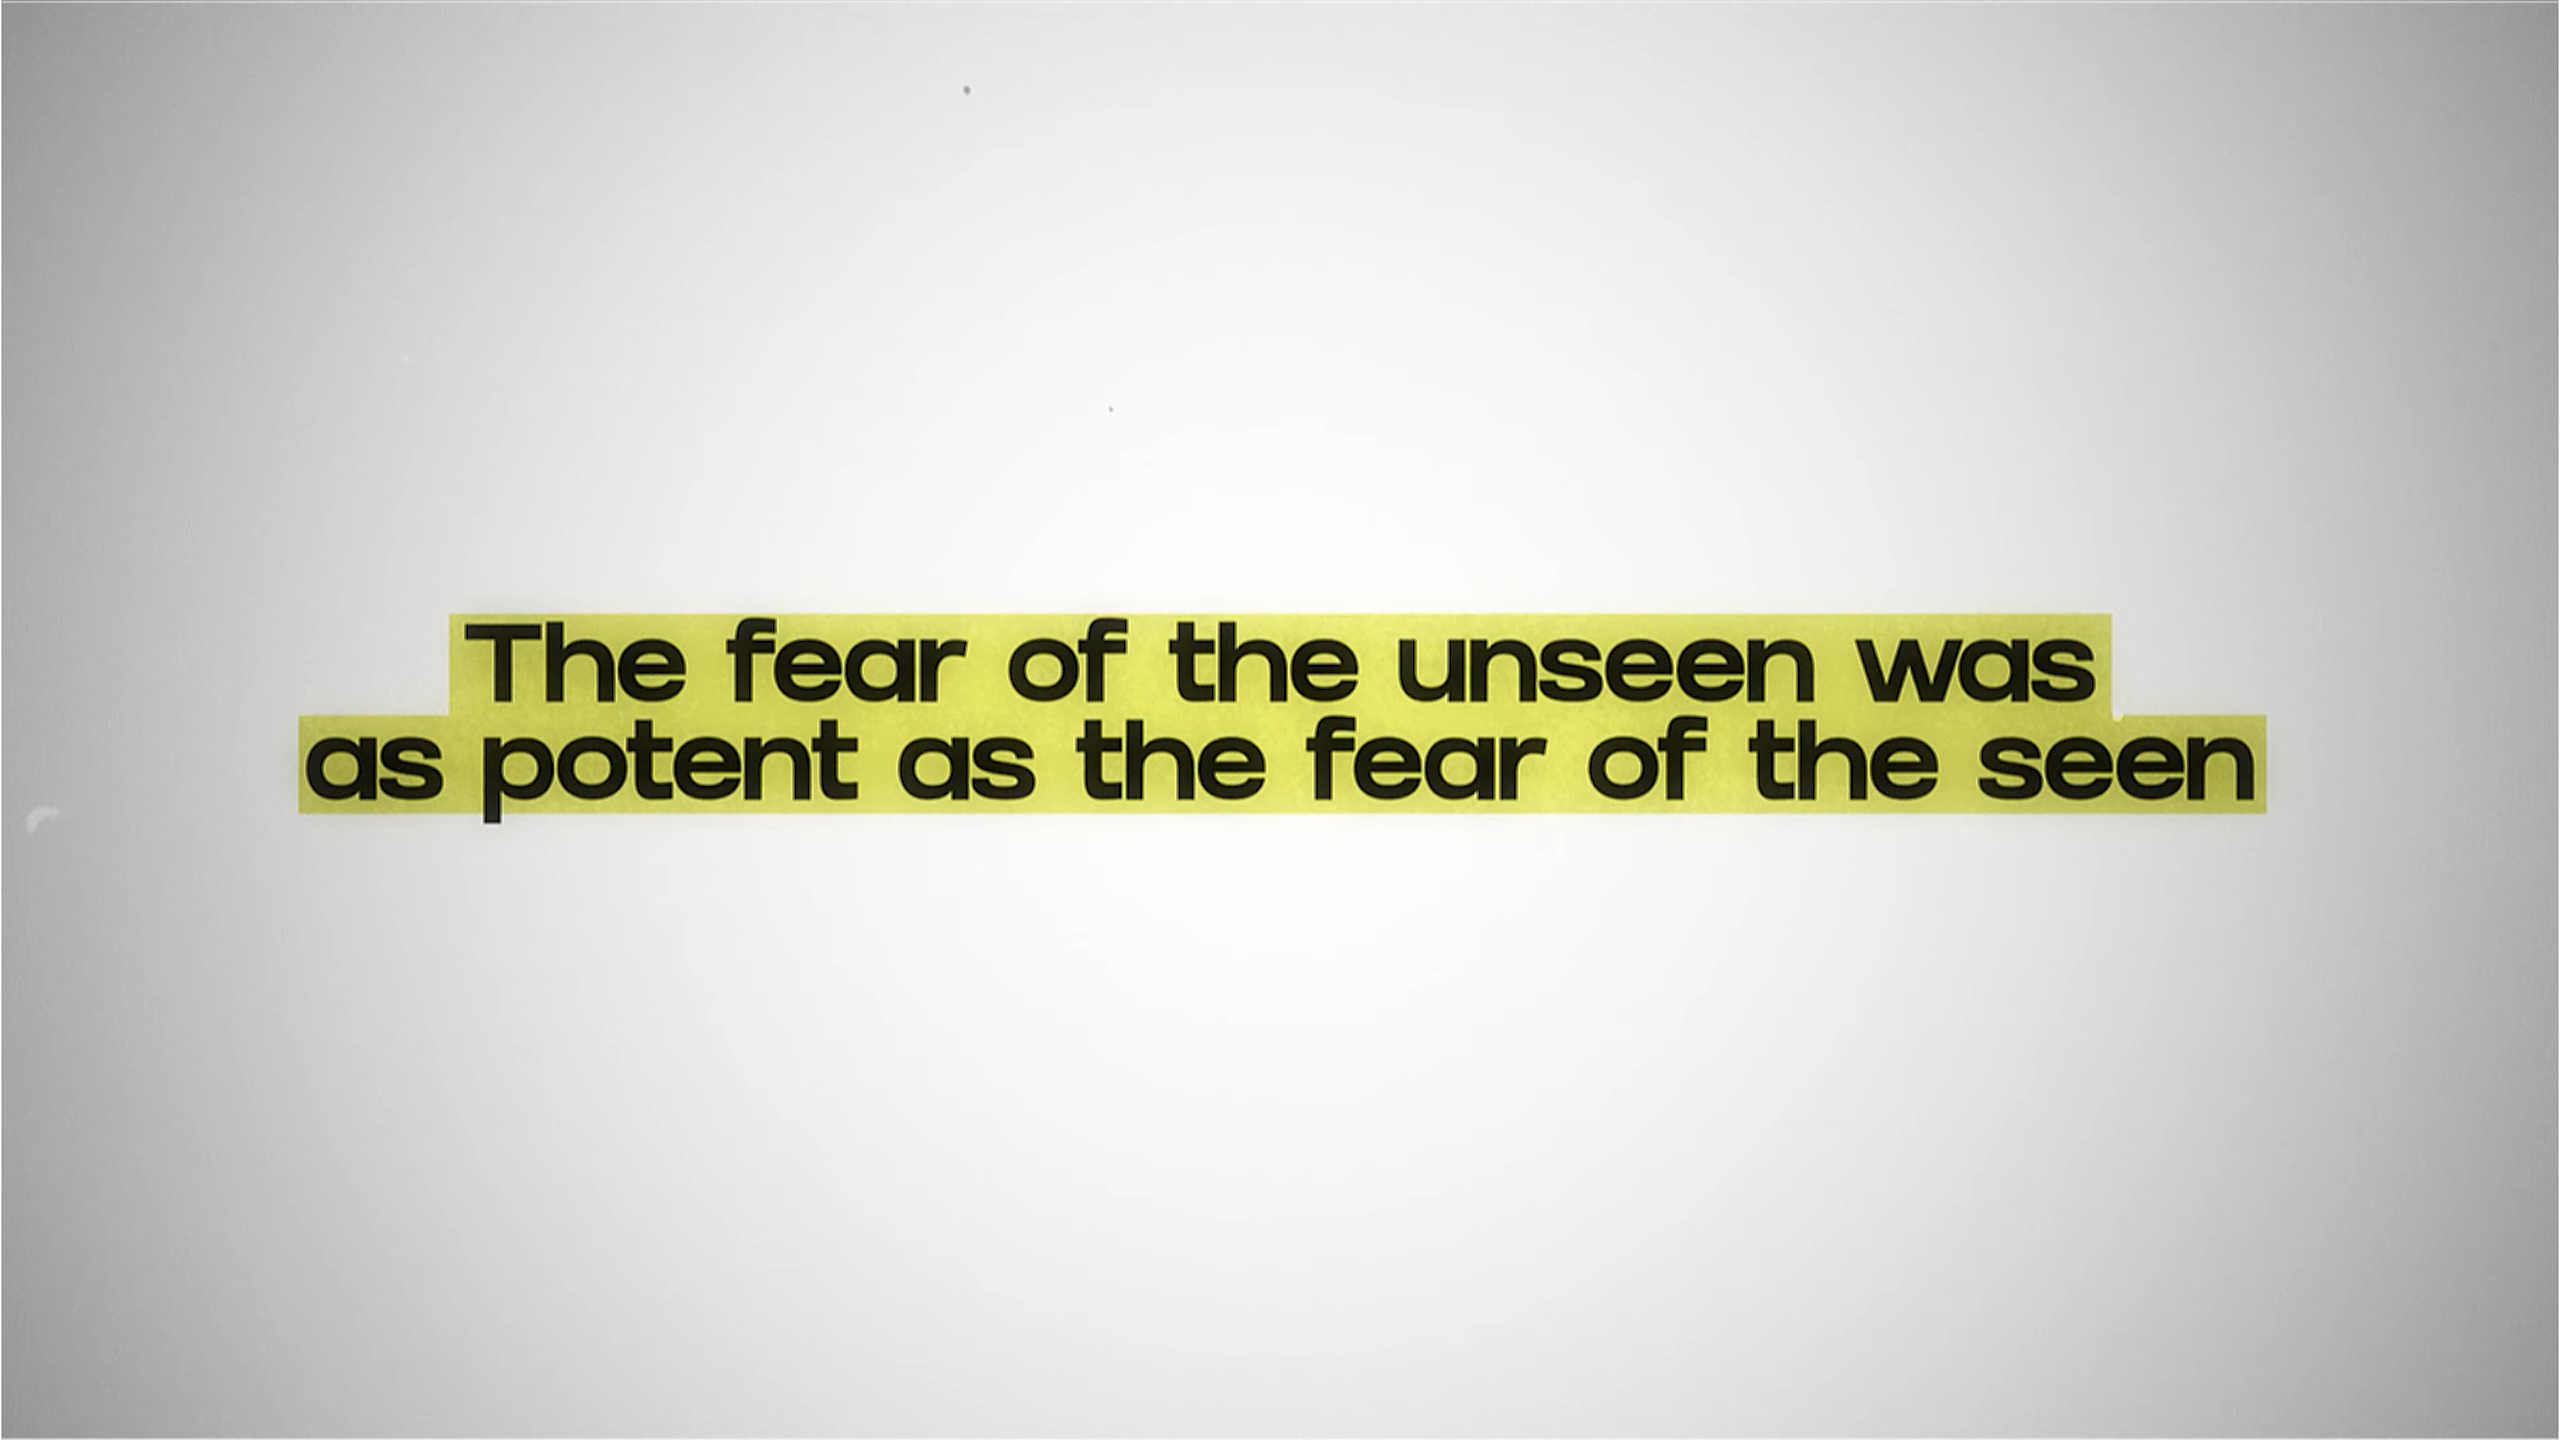 The fear of the unseen was
as potent as the fear of the seen